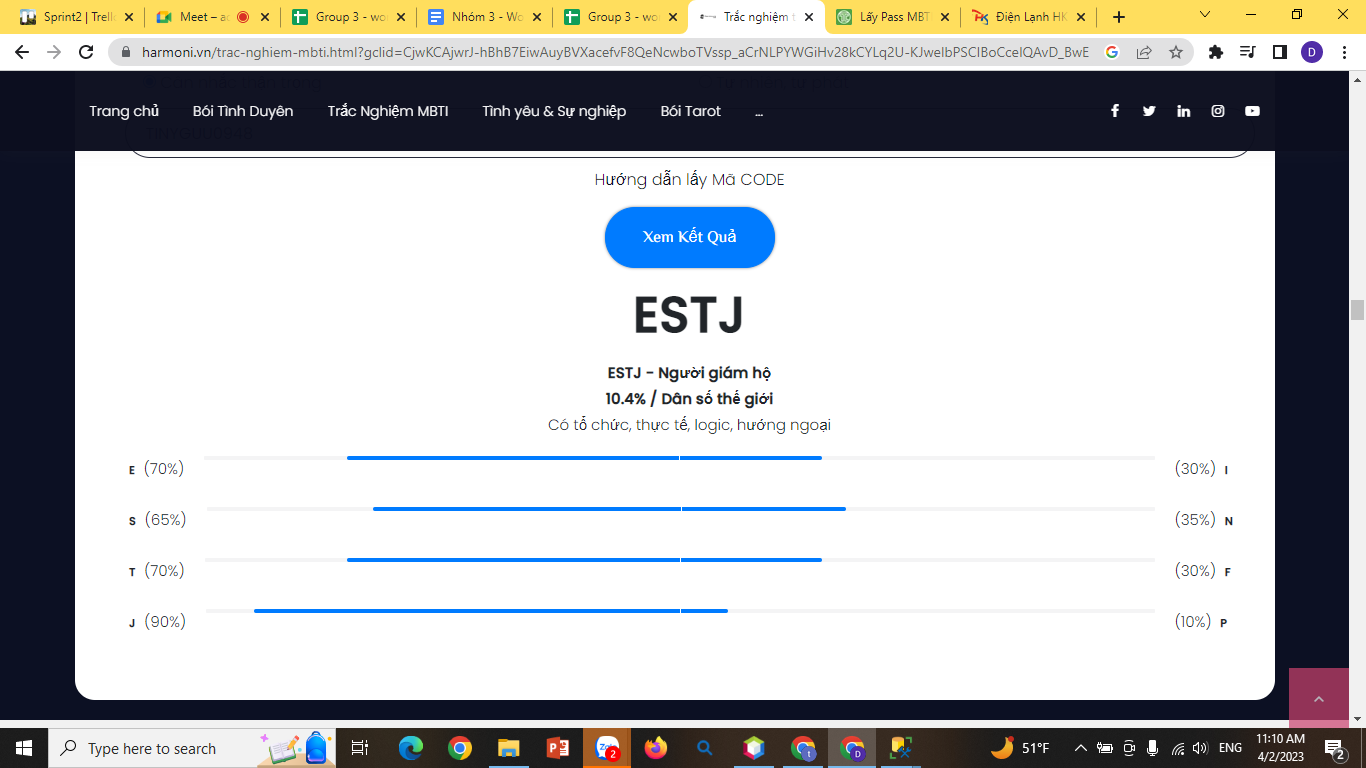 Sprint2 | Trell
Meet – a
Group 3 - wo
Nhóm 3 - Wo
Group 3 - wo
Trắc nghiệm t
Lấy Pass MBT
Điện Lạnh HK
harmoni.vn/trac-nghiem-mbti.html?gclid=CjwKCAjwrJ-hBhB7EiwAuyBVXacefvF8QeNcwboTVssp_aCrNLPYWGiHv28kCYLq2U-KJwelbPSClBoCceIQAvD_BwE
D
Trang chủ
Bói Tình Duyên
Trắc Nghiệm MBTI
Tình yêu & Sự nghiệp
Bói Tarot
...
Hướng dẫn lấy Mã CODE
Xem Kết Quả
ESTJ
ESTJ - Người giám hộ
10.4% / Dân số thế giới
Có tổ chức, thực tế, logic, hướng ngoại
E (70%) (30%) I
S (65%) (35%) N
T (70%) (30%) F
J (90%) (10%) P
Type here to search
2
51°F
ENG
11:10 AM
4/2/2023
2